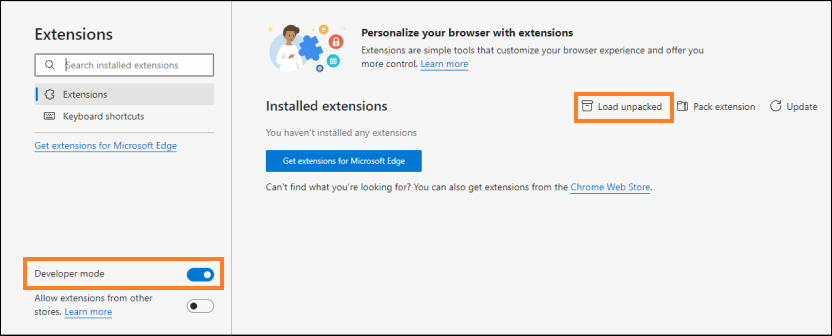 Extensions
Search installed extensions
Extensions
Keyboard shortcuts
Get extensions for Microsoft Edge
Developer mode
Allow extensions from other
stores. Learn more
Personalize your browser with extensions
Extensions are simple tools that customize your browser experience and offer you
more control. Learn more
Installed extensions
Load unpacked
Pack extension
Update
You haven't installed any extensions
Get extensions for Microsoft Edge
Can't find what you're looking for? You can also get extensions from the Chrome Web Store.